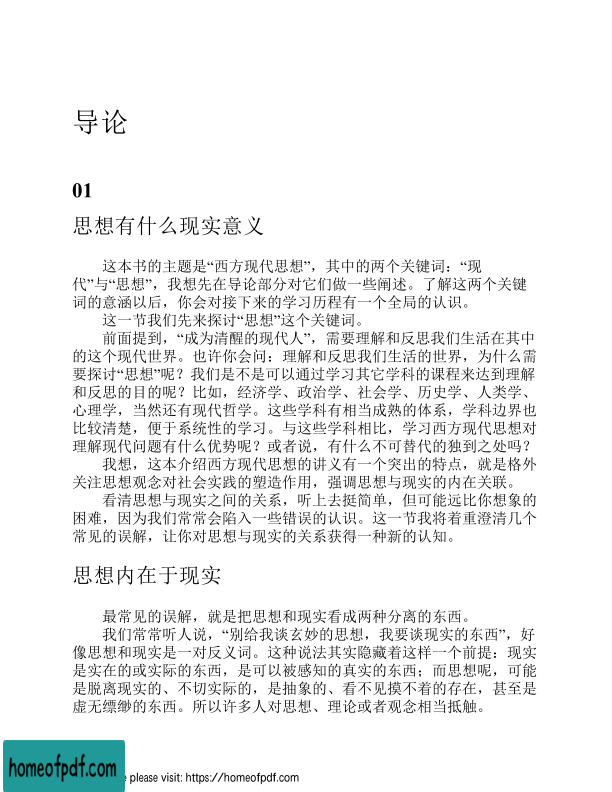 导论
01
思想有什么现实意义
这本书的主题是“西方现代思想”，其中的两个关键词：“现
代”与“思想”，我想先在导论部分对它们做一些阐述。了解这两个关键
词的意涵以后，你会对接下来的学习历程有一个全局的认识。
这一节我们先来探讨“思想”这个关键词。
前面提到，“成为清醒的现代人”，需要理解和反思我们生活在其中
的这个现代世界。也许你会问：理解和反思我们生活的世界，为什么需
要探讨“思想”呢？我们是不是可以通过学习其它学科的课程来达到理解
和反思的目的呢？比如，经济学、政治学、社会学、历史学、人类学、
心理学，当然还有现代哲学。这些学科有相当成熟的体系，学科边界也
比较清楚，便于系统性的学习。与这些学科相比，学习西方现代思想对
理解现代问题有什么优势呢？或者说，有什么不可替代的独到之处吗？
我想，这本介绍西方现代思想的讲义有一个突出的特点，就是格外
关注思想观念对社会实践的塑造作用，强调思想与现实的内在关联。
看清思想与现实之间的关系，听上去挺简单，但可能远比你想象的
困难，因为我们常常会陷入一些错误的认识。这一节我将着重澄清几个
常见的误解，让你对思想与现实的关系获得一种新的认知。
思想内在于现实
最常见的误解，就是把思想和现实看成两种分离的东西。
我们常常听人说，“别给我谈玄妙的思想，我要谈现实的东西”，好
像思想和现实是一对反义词。这种说法其实隐藏着这样一个前提：现实
是实在的或实际的东西，是可以被感知的真实的东西；而思想呢，可能
是脱离现实的、不切实际的，是抽象的、看不见摸不着的存在，甚至是
虚无缥缈的东西。所以许多人对思想、理论或者观念相当抵触。
homeofpdf.com
please visit: https://homeofpdf.com